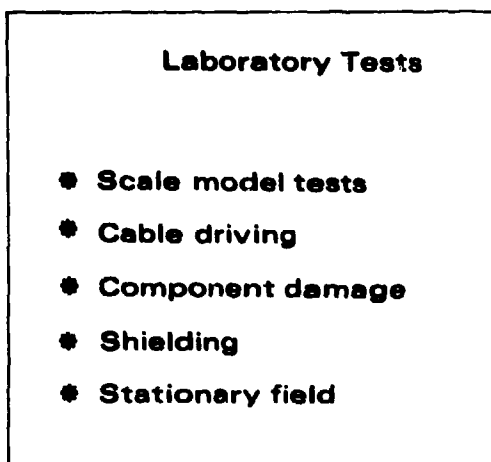 Laboratory Tests
* Scale model tests
* Cable driving
* Component damage
* Shielding
* Stationary field